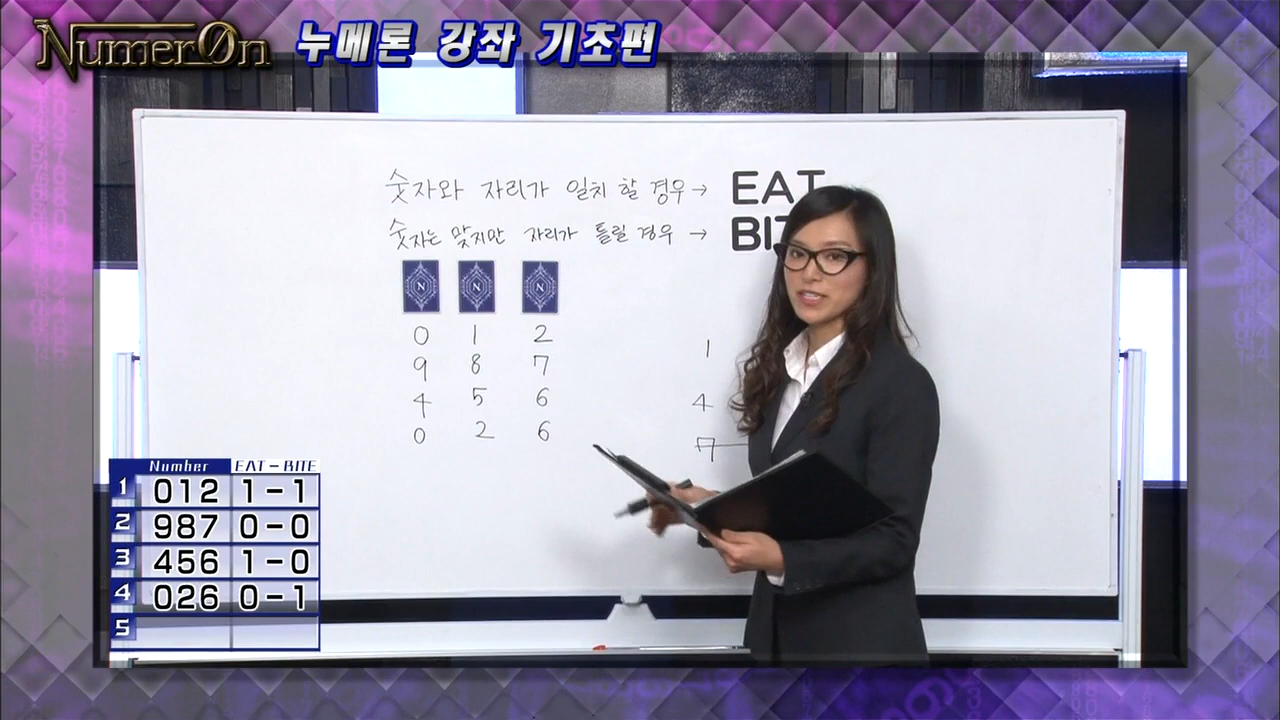 NumerOn 누메론 강좌 기초편
숫자와 자리가 일치 할 경우 → EAT
숫자는 맞지만 자리가 틀릴 경우 →
N N N
0 1 2
9 8 7
4 5 6
0 2 6
1
4
Number EAT-BITE
1 012 1-1
2 987 0-0
3 456 1-0
4 026 0-1
5